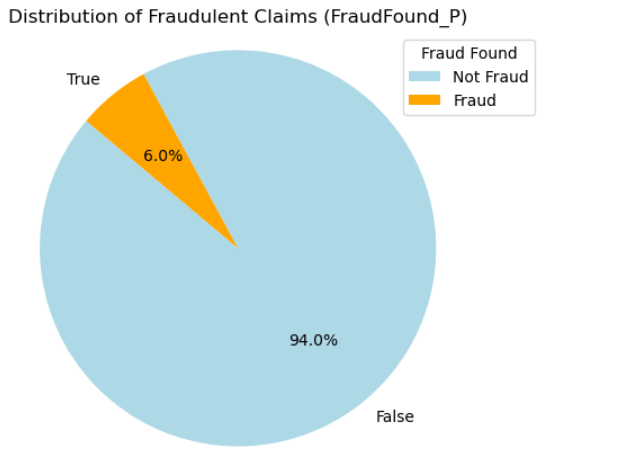 Distribution of Fraudulent Claims (FraudFound_P)
Fraud Found
Not Fraud
Fraud
True
6.0%
94.0%
False